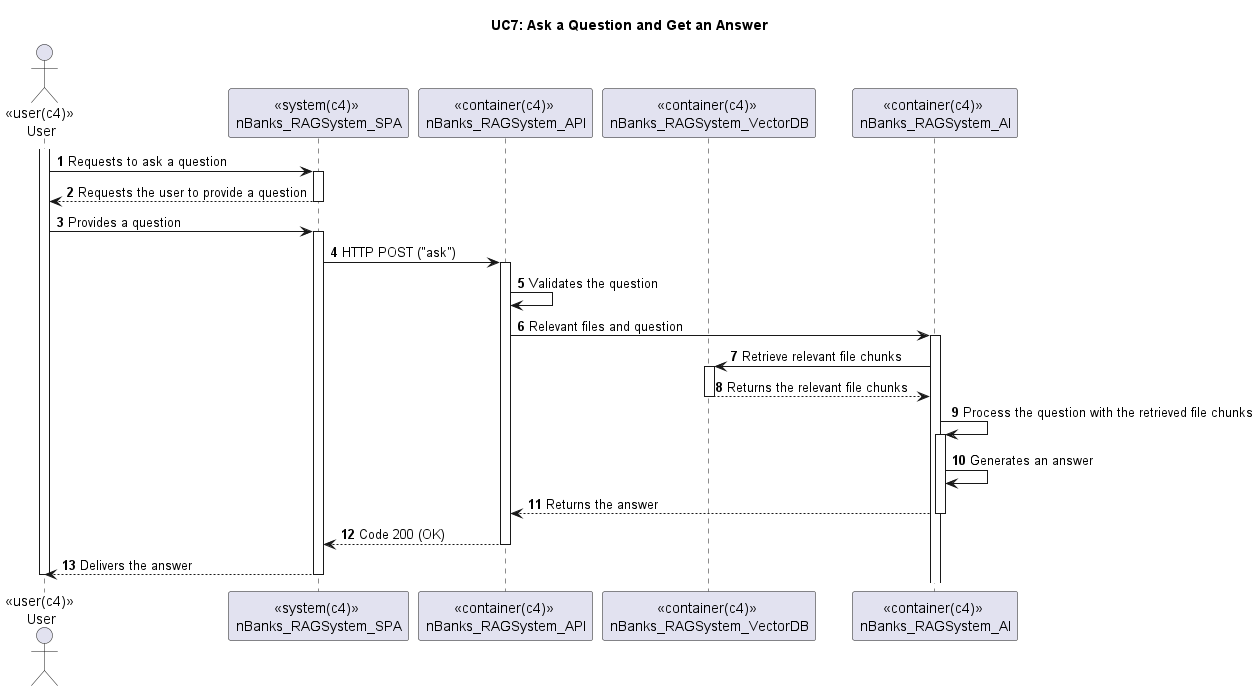 UC7: Ask a Question and Get an Answer
«user(c4)»
User
«system(c4)»
nBanks_RAGSystem_SPA
«container(c4)»
nBanks_RAGSystem_API
«container(c4)»
nBanks_RAGSystem_VectorDB
«container(c4)»
nBanks_RAGSystem_AI
1 Requests to ask a question
2 Requests the user to provide a question
3 Provides a question
4 HTTP POST ("ask")
5 Validates the question
6 Relevant files and question
7 Retrieve relevant file chunks
8 Returns the relevant file chunks
9 Process the question with the retrieved file chunks
10 Generates an answer
11 Returns the answer
12 Code 200 (OK)
13 Delivers the answer
«user(c4)»
User
«system(c4)»
nBanks_RAGSystem_SPA
«container(c4)»
nBanks_RAGSystem_API
«container(c4)»
nBanks_RAGSystem_VectorDB
«container(c4)»
nBanks_RAGSystem_AI